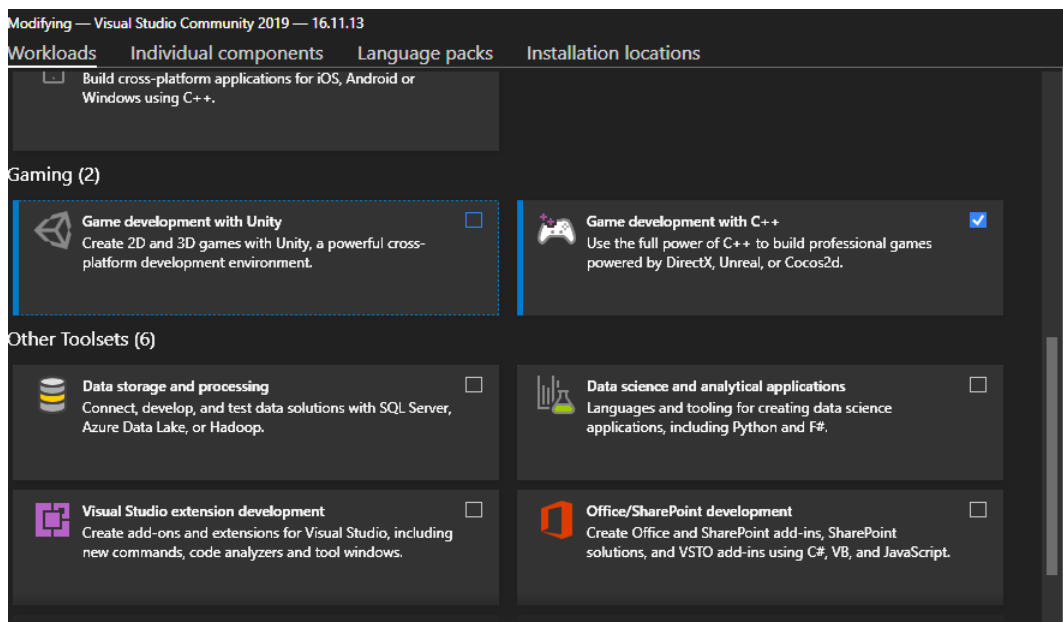 Modifying — Visual Studio Community 2019 — 16.11.13
Workloads Individual components Language packs Installation locations
Build cross-platform applications for iOS, Android or
Windows using C++.
Gaming (2)
Game development with Unity
Create 2D and 3D games with Unity, a powerful cross-
platform development environment.
Game development with C++
Use the full power of C++ to build professional games
powered by DirectX, Unreal, or Cocos2d.
Other Toolsets (6)
Data storage and processing
Connect, develop, and test data solutions with SQL Server,
Azure Data Lake, or Hadoop.
Data science and analytical applications
Languages and tooling for creating data science
applications, including Python and F#.
Visual Studio extension development
Create add-ons and extensions for Visual Studio, including
new commands, code analyzers and tool windows.
Office/SharePoint development
Create Office and SharePoint add-ins, SharePoint
solutions, and VSTO add-ins using C#, VB, and JavaScript.